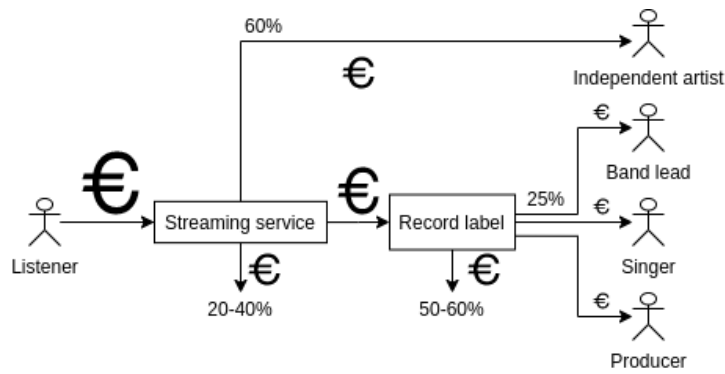 60%
€
Independent artist
€
Band lead
€
€
25%
€
Streaming service
Record label
Listener
Singer
€
€
20-40%
50-60%
€
Producer